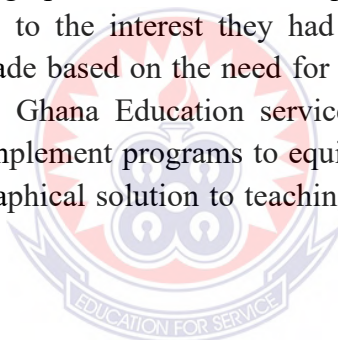 to the interest they had
ade based on the need for
Ghana Education service
mplement programs to equi
aphical solution to teachin
EDUCATION FOR SERVICE